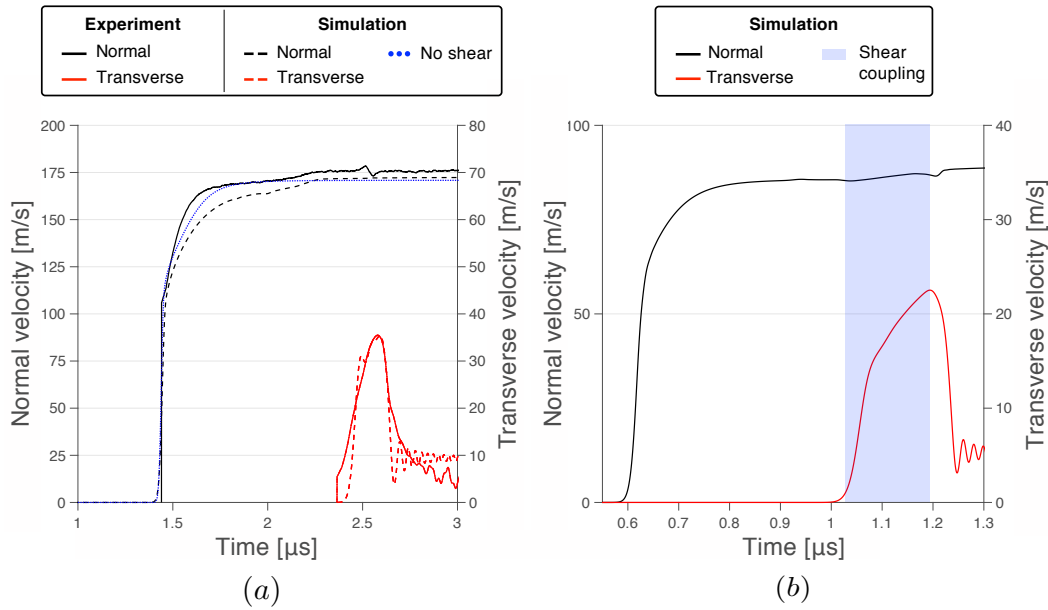 Experiment
Normal
Transverse
Simulation
Normal
Transverse
No shear
200
175
150
125
100
75
50
25
0
Normal velocity [m/s]
80
70
60
50
40
30
20
10
0
Transverse velocity [m/s]
1
1.5
2
2.5
3
Time [μs]
(a)
Simulation
Normal
Transverse
Shear
coupling
100
50
0
Normal velocity [m/s]
40
30
20
10
0
Transverse velocity [m/s]
0.6
0.7
0.8
0.9
1
1.1
1.2
1.3
Time [μs]
(b)